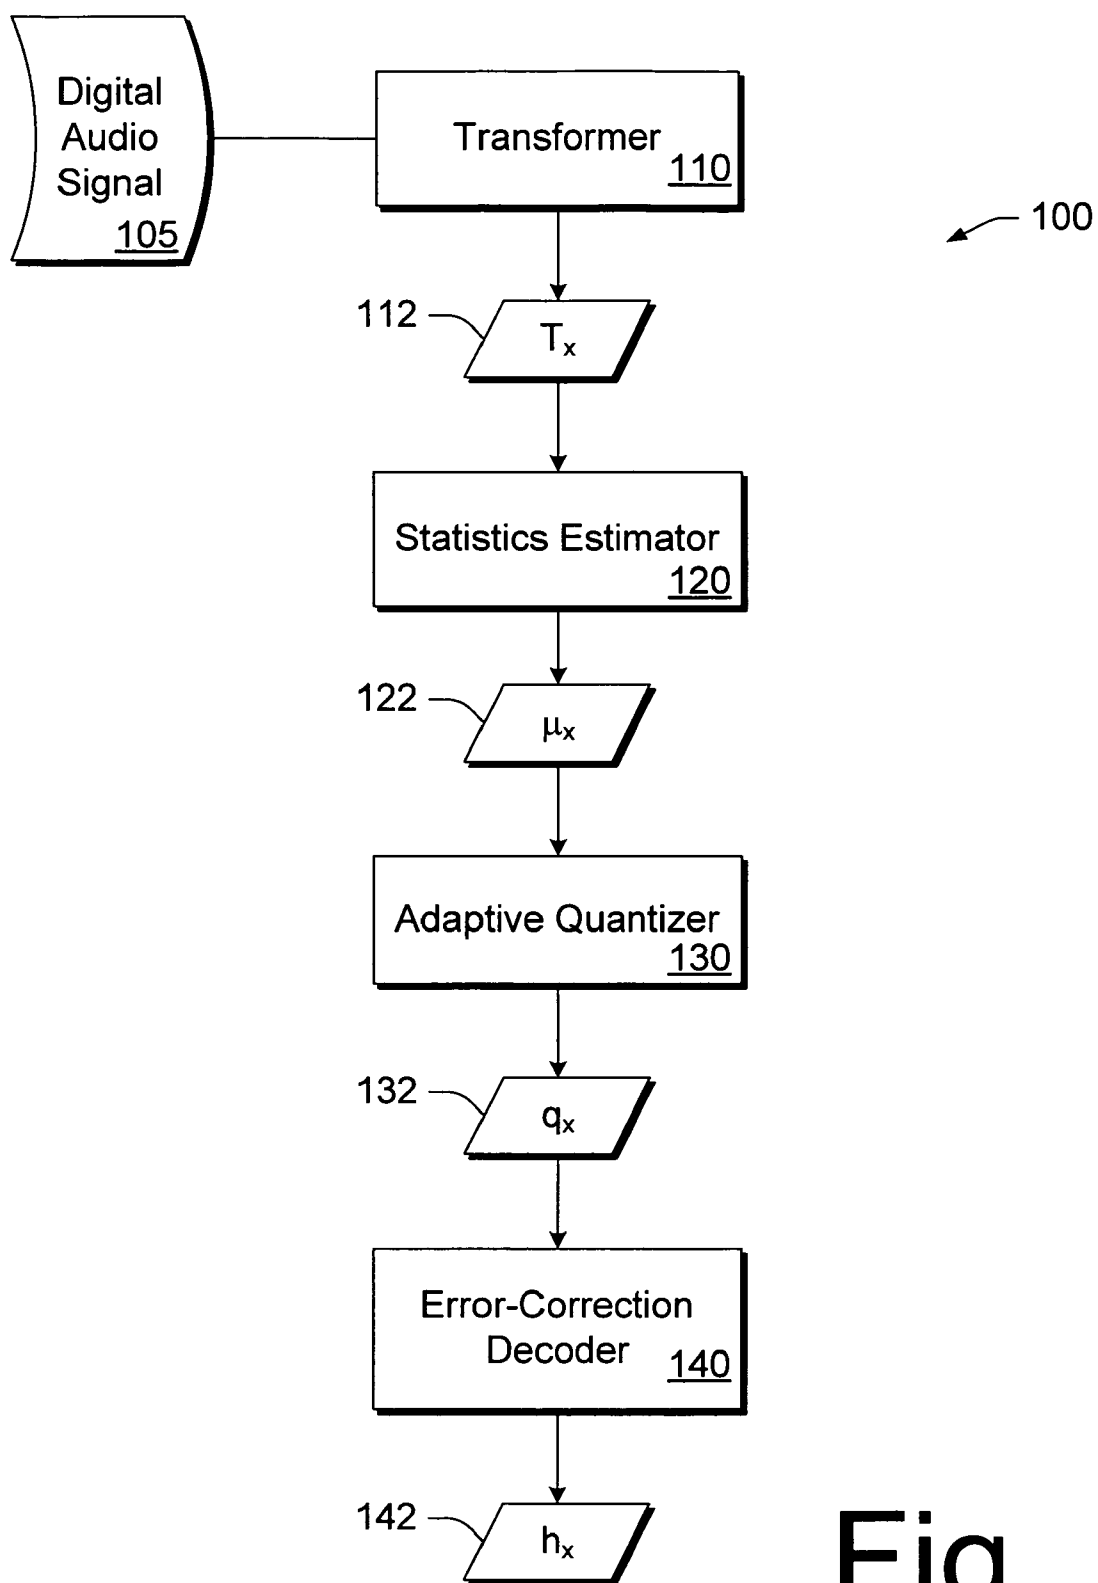 Digital
Audio
Signal
105
Transformer
110
100
112
Tₓ
Statistics Estimator
120
122
μₓ
Adaptive Quantizer
130
132
qₓ
Error-Correction
Decoder
140
142
hₓ
Fig